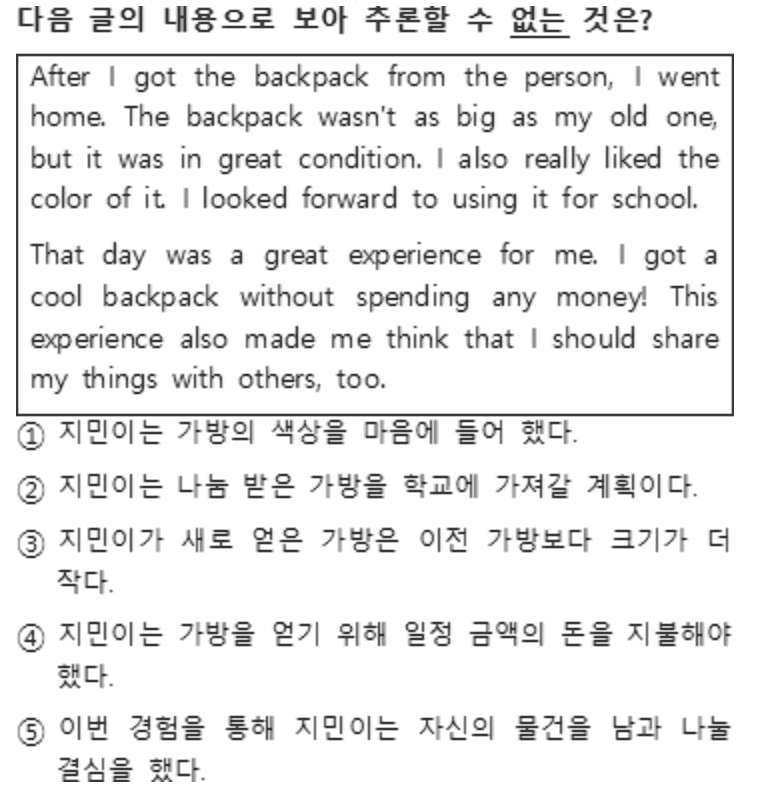 다음 글의 내용으로 보아 추론할 수 없는 것은?
After I got the backpack from the person, I went
home. The backpack wasn't as big as my old one,
but it was in great condition. I also really liked the
color of it. I looked forward to using it for school.
That day was a great experience for me. I got a
cool backpack without spending any money! This
experience also made me think that I should share
my things with others, too.
① 지민이는 가방의 색상을 마음에 들어 했다.
② 지민이는 나눔 받은 가방을 학교에 가져갈 계획이다.
③ 지민이가 새로 얻은 가방은 이전 가방보다 크기가 더
작다.
④ 지민이는 가방을 얻기 위해 일정 금액의 돈을 지불해야
했다.
⑤ 이번 경험을 통해 지민이는 자신의 물건을 남과 나눌
결심을 했다.